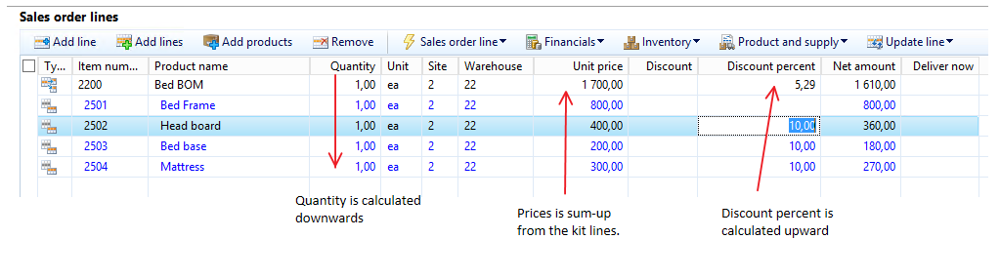 Sales order lines
Add line Add lines Add products Remove Sales order line Financials Inventory Product and supply Update line
Ty... Item num... Product name Quantity Unit Site Warehouse Unit price Discount Discount percent Net amount Deliver now
2200 Bed BOM 1,00 ea 2 22 1 700,00 5,29 1 610,00
2501 Bed Frame 1,00 ea 2 22 800,00 800,00
2502 Head board 1,00 ea 2 22 400,00 10,00 360,00
2503 Bed base 1,00 ea 2 22 200,00 10,00 180,00
2504 Mattress 1,00 ea 2 22 300,00 10,00 270,00
Quantity is calculated
downwards
Prices is sum-up
from the kit lines.
Discount percent is
calculated upward